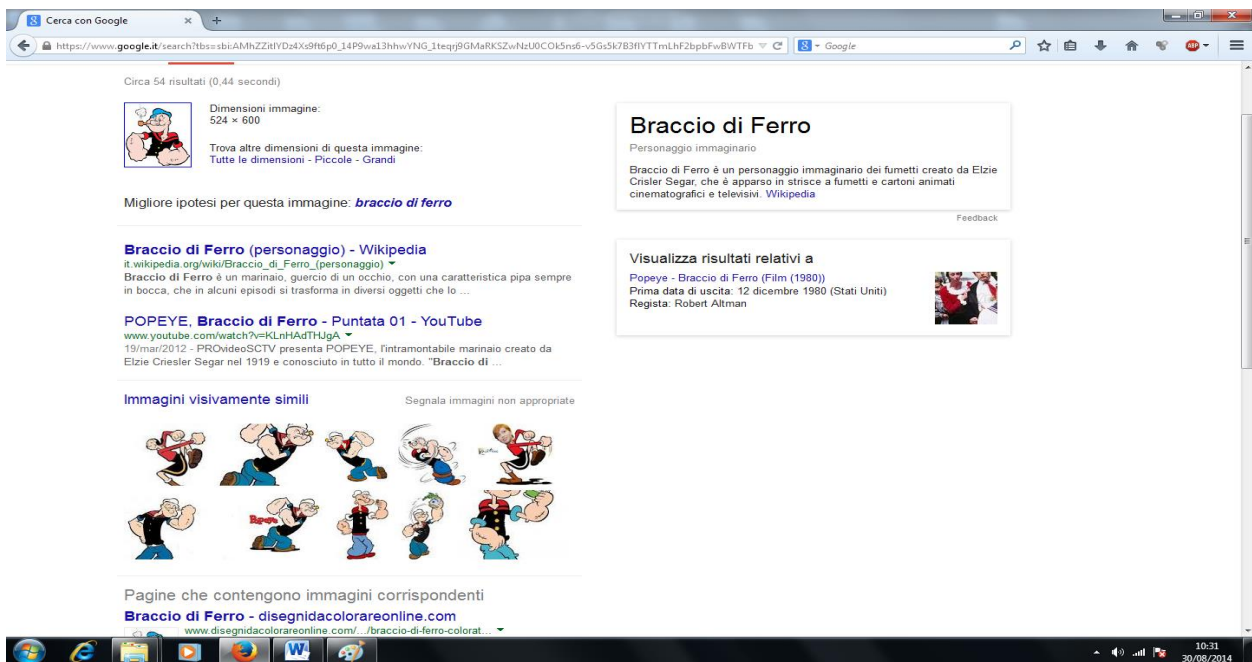 Cerca con Google
https://www.google.it/search?tbs=sbi:AMhZZitIYDz4Xs9ft6p0_14P9wa13hhwYNG_1teqrj9GMaRKSZwNzU0COk5ns6-v5Gs5k7B3fIYTTmLhF2bpbFwBWTFb
Google
ABP
Circa 54 risultati (0,44 secondi)
Dimensioni immagine:
524 × 600
Trova altre dimensioni di questa immagine:
Tutte le dimensioni - Piccole - Grandi
Migliore ipotesi per questa immagine: braccio di ferro
Braccio di Ferro (personaggio) - Wikipedia
it.wikipedia.org/wiki/Braccio_di_Ferro_(personaggio)
Braccio di Ferro è un marinaio, guercio di un occhio, con una caratteristica pipa sempre
in bocca, che in alcuni episodi si trasforma in diversi oggetti che lo ...
POPEYE, Braccio di Ferro - Puntata 01 - YouTube
www.youtube.com/watch?v=KLnHAdTHJgA
19/mar/2012 - PROvideoSCTV presenta POPEYE, l'intramontabile marinaio creato da
Elzie Criesler Segar nel 1919 e conosciuto in tutto il mondo. "Braccio di ...
Immagini visivamente simili
Segnala immagini non appropriate
Popeye
Pagine che contengono immagini corrispondenti
Braccio di Ferro - disegnidacolorareonline.com
www.disegnidacolorareonline.com/.../braccio-di-ferro-colorat...
Braccio di Ferro
Personaggio immaginario
Braccio di Ferro è un personaggio immaginario dei fumetti creato da Elzie
Crisler Segar, che è apparso in strisce a fumetti e cartoni animati
cinematografici e televisivi. Wikipedia
Feedback
Visualizza risultati relativi a
Popeye - Braccio di Ferro (Film (1980))
Prima data di uscita: 12 dicembre 1980 (Stati Uniti)
Regista: Robert Altman
10:31
30/08/2014